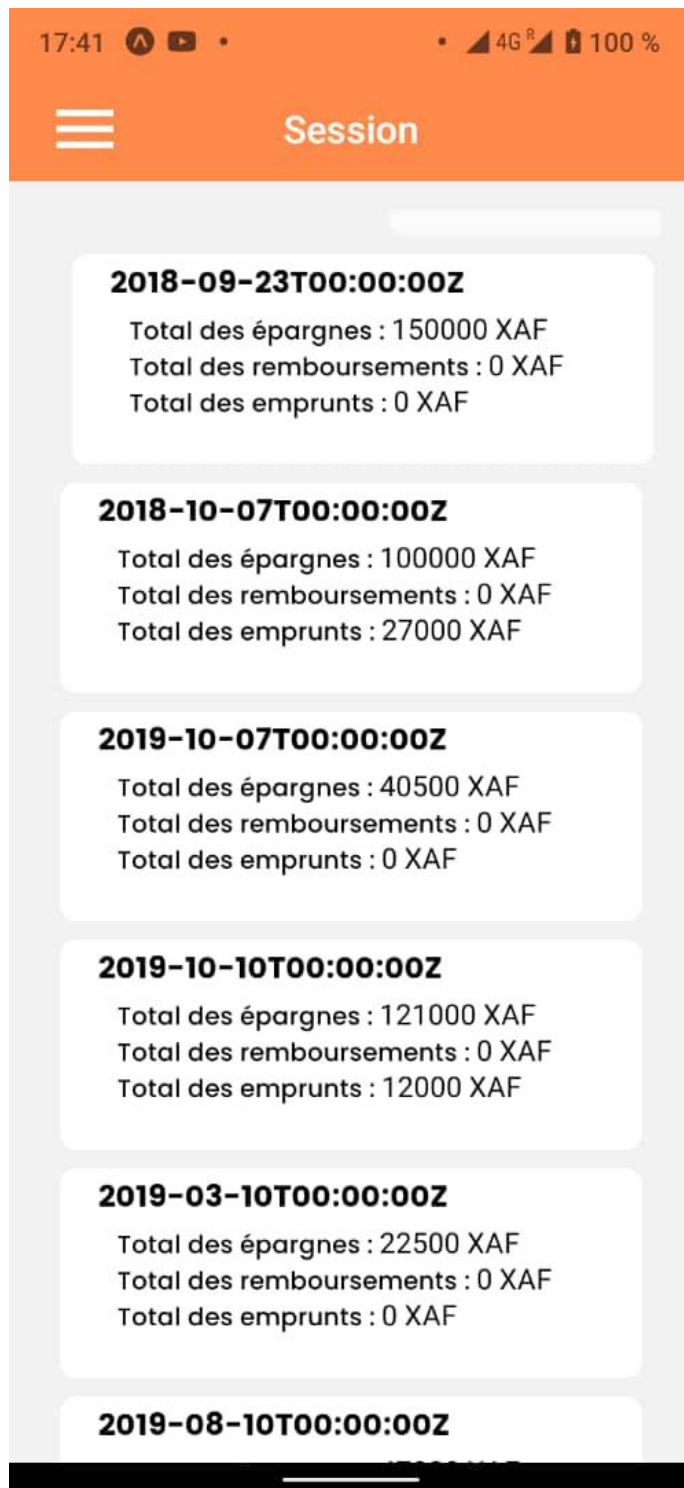 17:41
4G R 100 %
Session
2018-09-23T00:00:00Z
Total des épargnes : 150000 XAF
Total des remboursements : 0 XAF
Total des emprunts : 0 XAF
2018-10-07T00:00:00Z
Total des épargnes : 100000 XAF
Total des remboursements : 0 XAF
Total des emprunts : 27000 XAF
2019-10-07T00:00:00Z
Total des épargnes : 40500 XAF
Total des remboursements : 0 XAF
Total des emprunts : 0 XAF
2019-10-10T00:00:00Z
Total des épargnes : 121000 XAF
Total des remboursements : 0 XAF
Total des emprunts : 12000 XAF
2019-03-10T00:00:00Z
Total des épargnes : 22500 XAF
Total des remboursements : 0 XAF
Total des emprunts : 0 XAF
2019-08-10T00:00:00Z